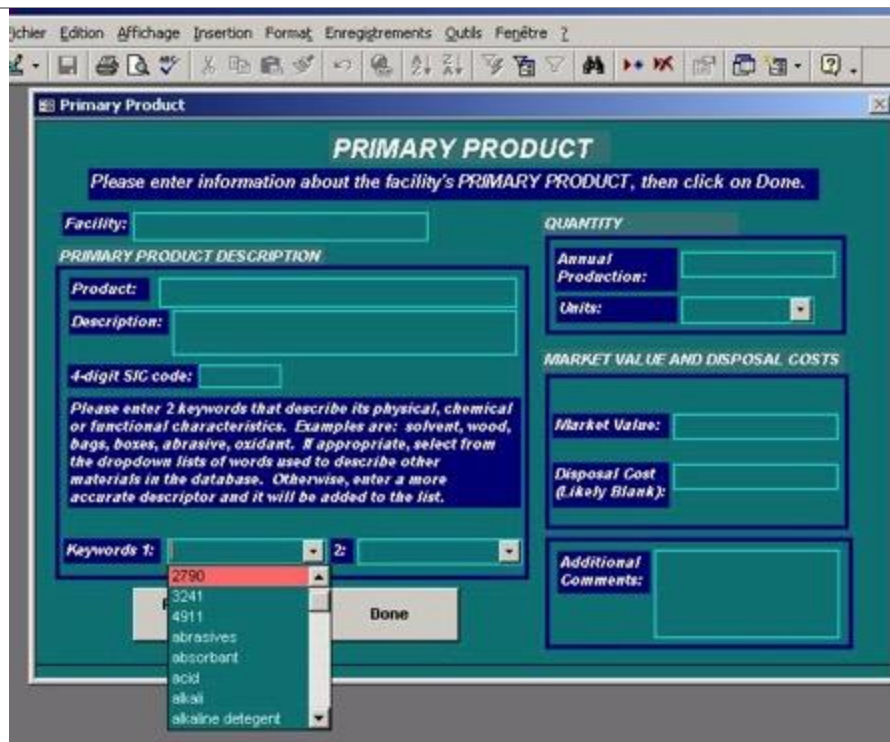 ichier Edition Affichage Insertion Format Enregistrements Outils Fenêtre ?
Primary Product
PRIMARY PRODUCT
Please enter information about the facility's PRIMARY PRODUCT, then click on Done.
Facility:
PRIMARY PRODUCT DESCRIPTION
Product:
Description:
4-digit SIC code:
Please enter 2 keywords that describe its physical, chemical
or functional characteristics. Examples are: solvent, wood,
bags, boxes, abrasive, oxidant. If appropriate, select from
the dropdown lists of words used to describe other
materials in the database. Otherwise, enter a more
accurate descriptor and it will be added to the list.
Keywords 1:
2:
2790
3241
4911
abrasives
absorbant
acid
alkali
alkaline detegent
Done
QUANTITY
Annual
Production:
Units:
MARKET VALUE AND DISPOSAL COSTS
Market Value:
Disposal Cost
(Likely Blank):
Additional
Comments: